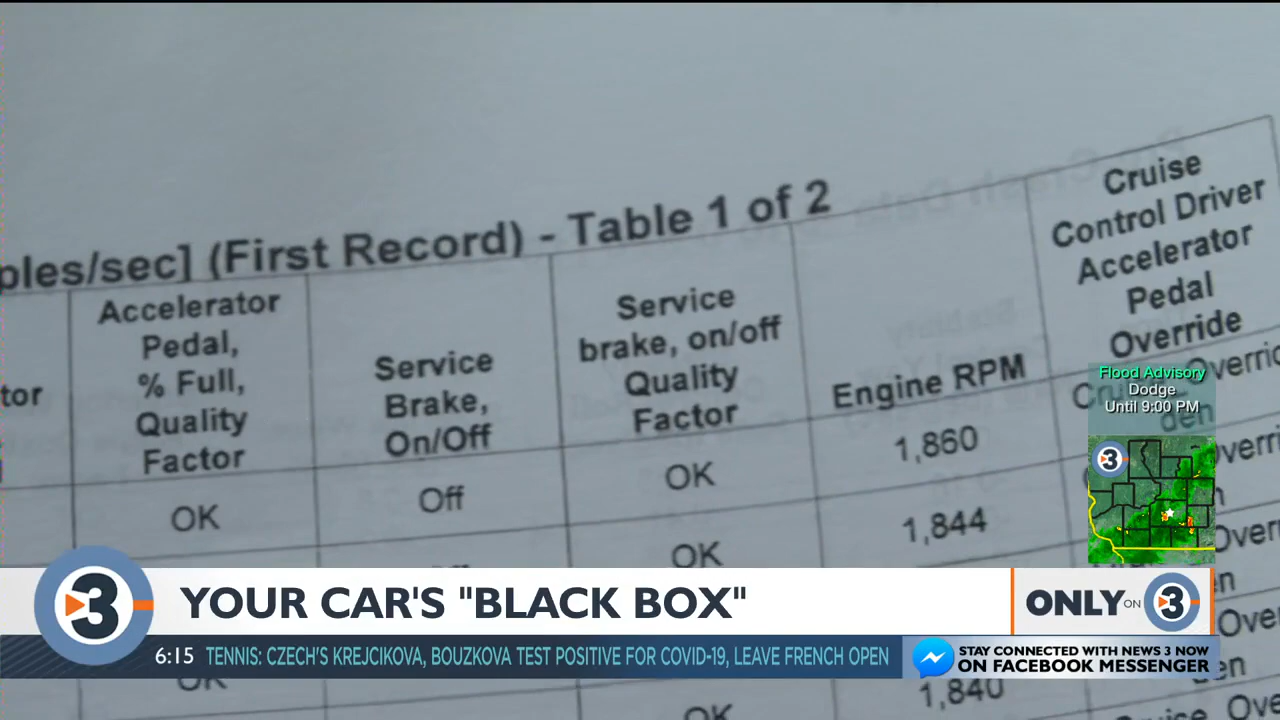 ples/sec] (First Record) - Table 1 of 2
tor
Accelerator
Pedal,
% Full,
Quality
Factor
Service
Brake,
On/Off
Service
brake, on/off
Quality
Factor
Engine RPM
Cruise
Control Driver
Accelerator
Pedal
Override
OK
Off
OK
1,860
OK
1,844
OK
OK
1,840
Flood Advisory
Dodge
Until 9:00 PM
3
3
YOUR CAR'S "BLACK BOX"
ONLY ON 3
6:15 TENNIS: CZECH'S KREJCIKOVA, BOUZKOVA TEST POSITIVE FOR COVID-19, LEAVE FRENCH OPEN
STAY CONNECTED WITH NEWS 3 NOW
ON FACEBOOK MESSENGER